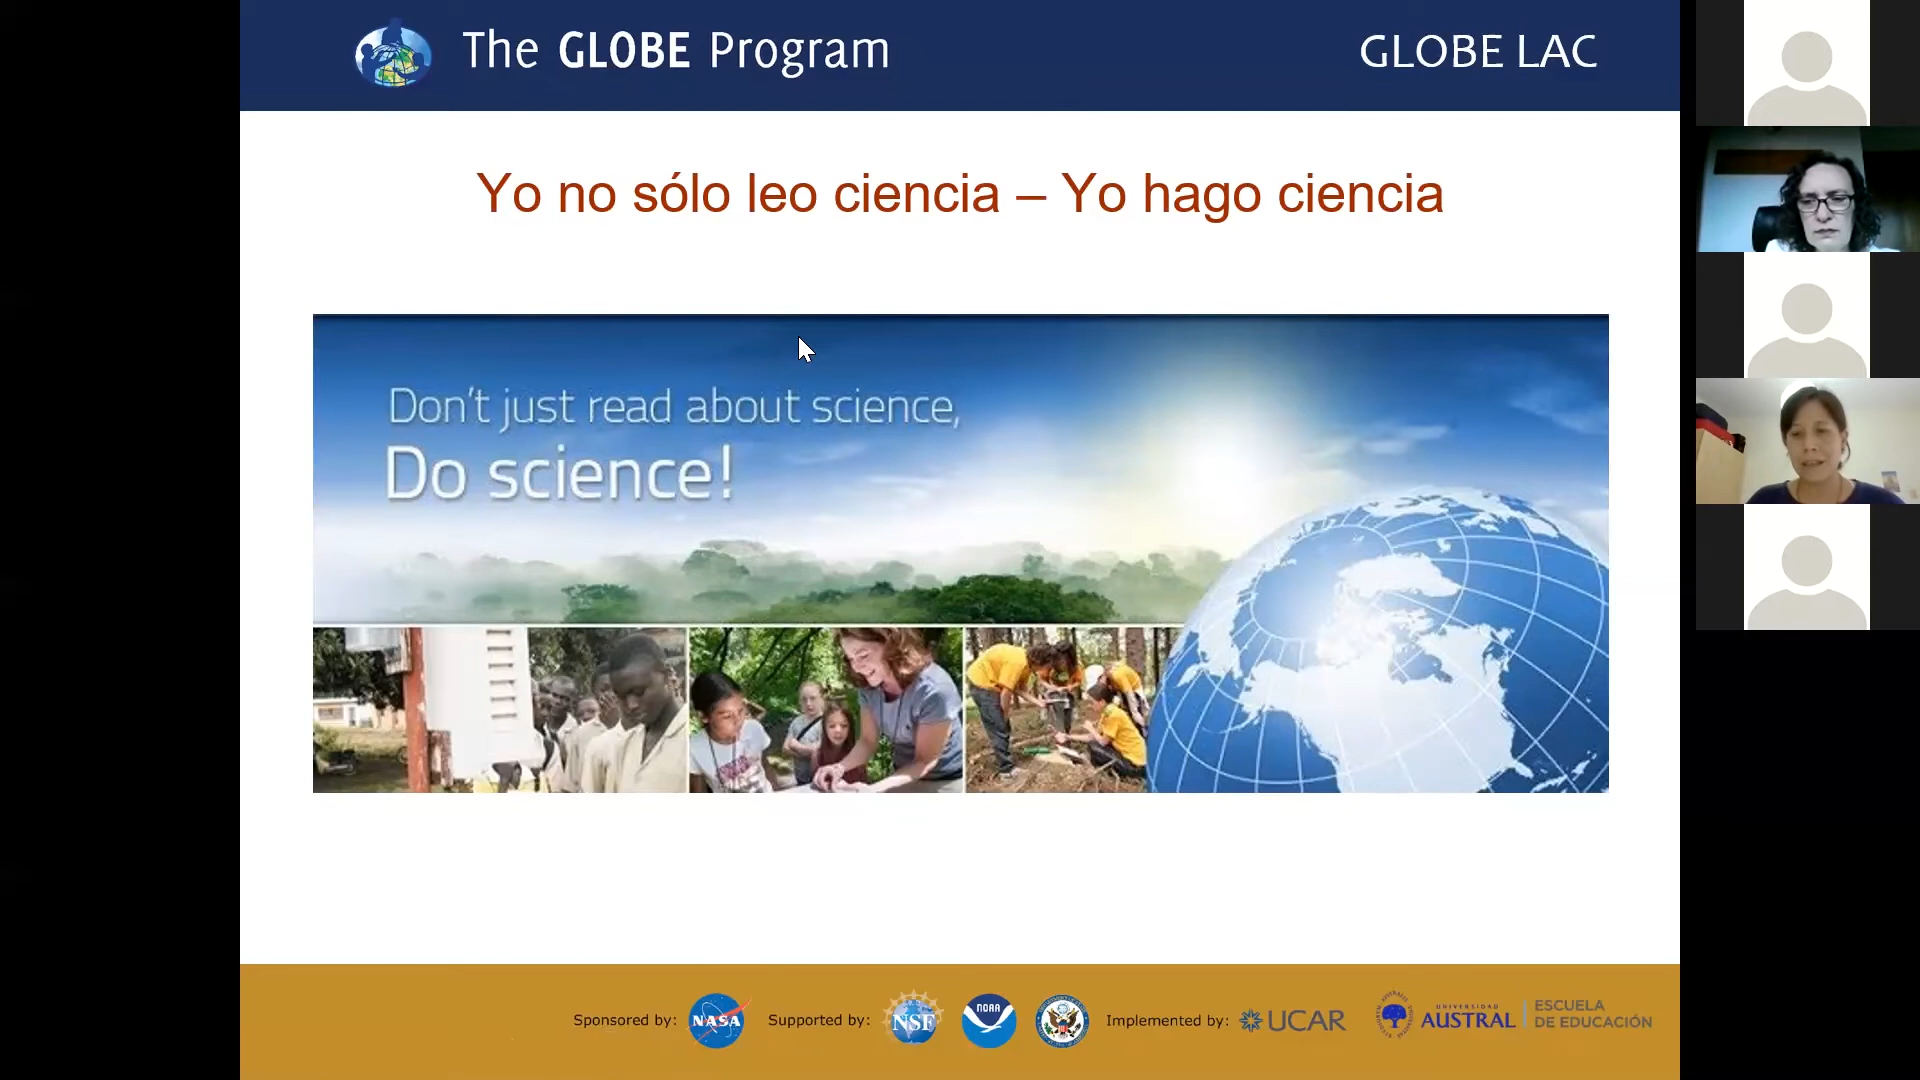 The GLOBE Program
GLOBE LAC
Yo no sólo leo ciencia – Yo hago ciencia
Don't just read about science,
Do science!
Sponsored by:
NASA
Supported by:
NSF
NOAA
Implemented by:
UCAR
UNIVERSIDAD
AUSTRAL
ESCUELA
DE EDUCACIÓN